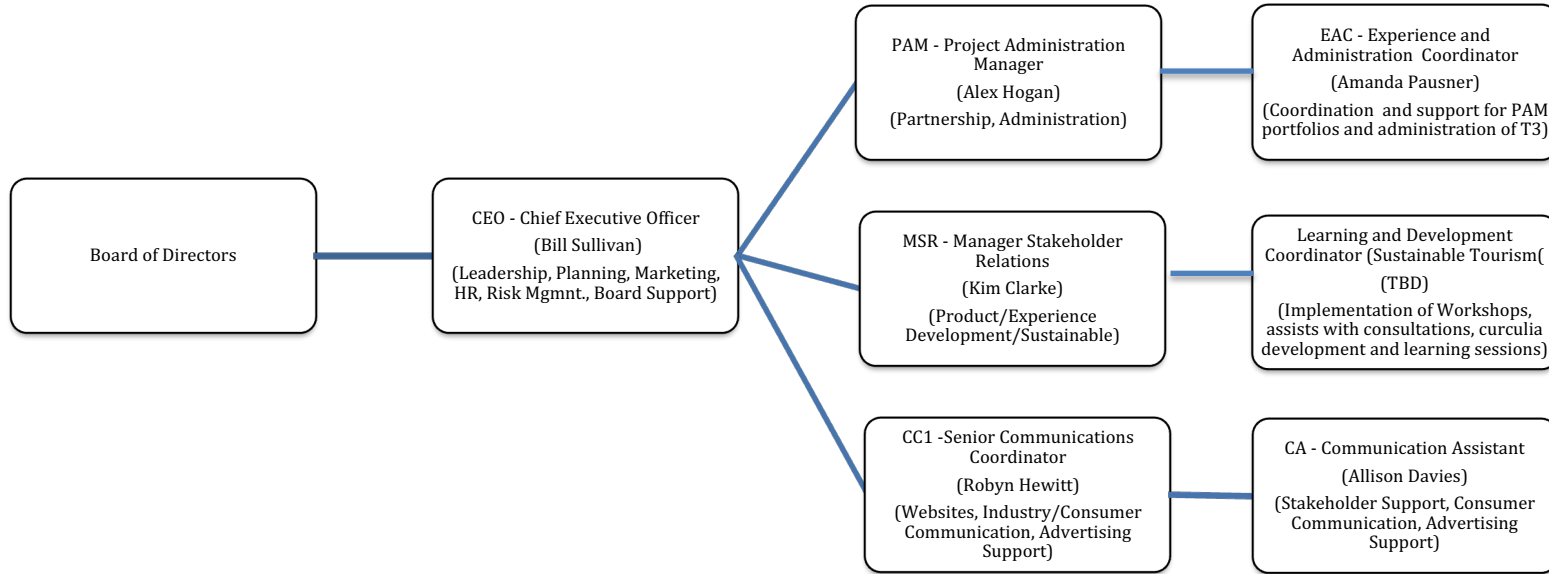 Board of Directors
CEO - Chief Executive Officer
(Bill Sullivan)
(Leadership, Planning, Marketing,
HR, Risk Mgmnt., Board Support)
PAM - Project Administration
Manager
(Alex Hogan)
(Partnership, Administration)
EAC - Experience and
Administration Coordinator
(Amanda Pausner)
(Coordination and support for PAM
portfolios and administration of T3)
MSR - Manager Stakeholder
Relations
(Kim Clarke)
(Product/Experience
Development/Sustainable)
Learning and Development
Coordinator (Sustainable Tourism(
(TBD)
(Implementation of Workshops,
assists with consultations, curculia
development and learning sessions)
CC1 -Senior Communications
Coordinator
(Robyn Hewitt)
(Websites, Industry/Consumer
Communication, Advertising
Support)
CA - Communication Assistant
(Allison Davies)
(Stakeholder Support, Consumer
Communication, Advertising
Support)